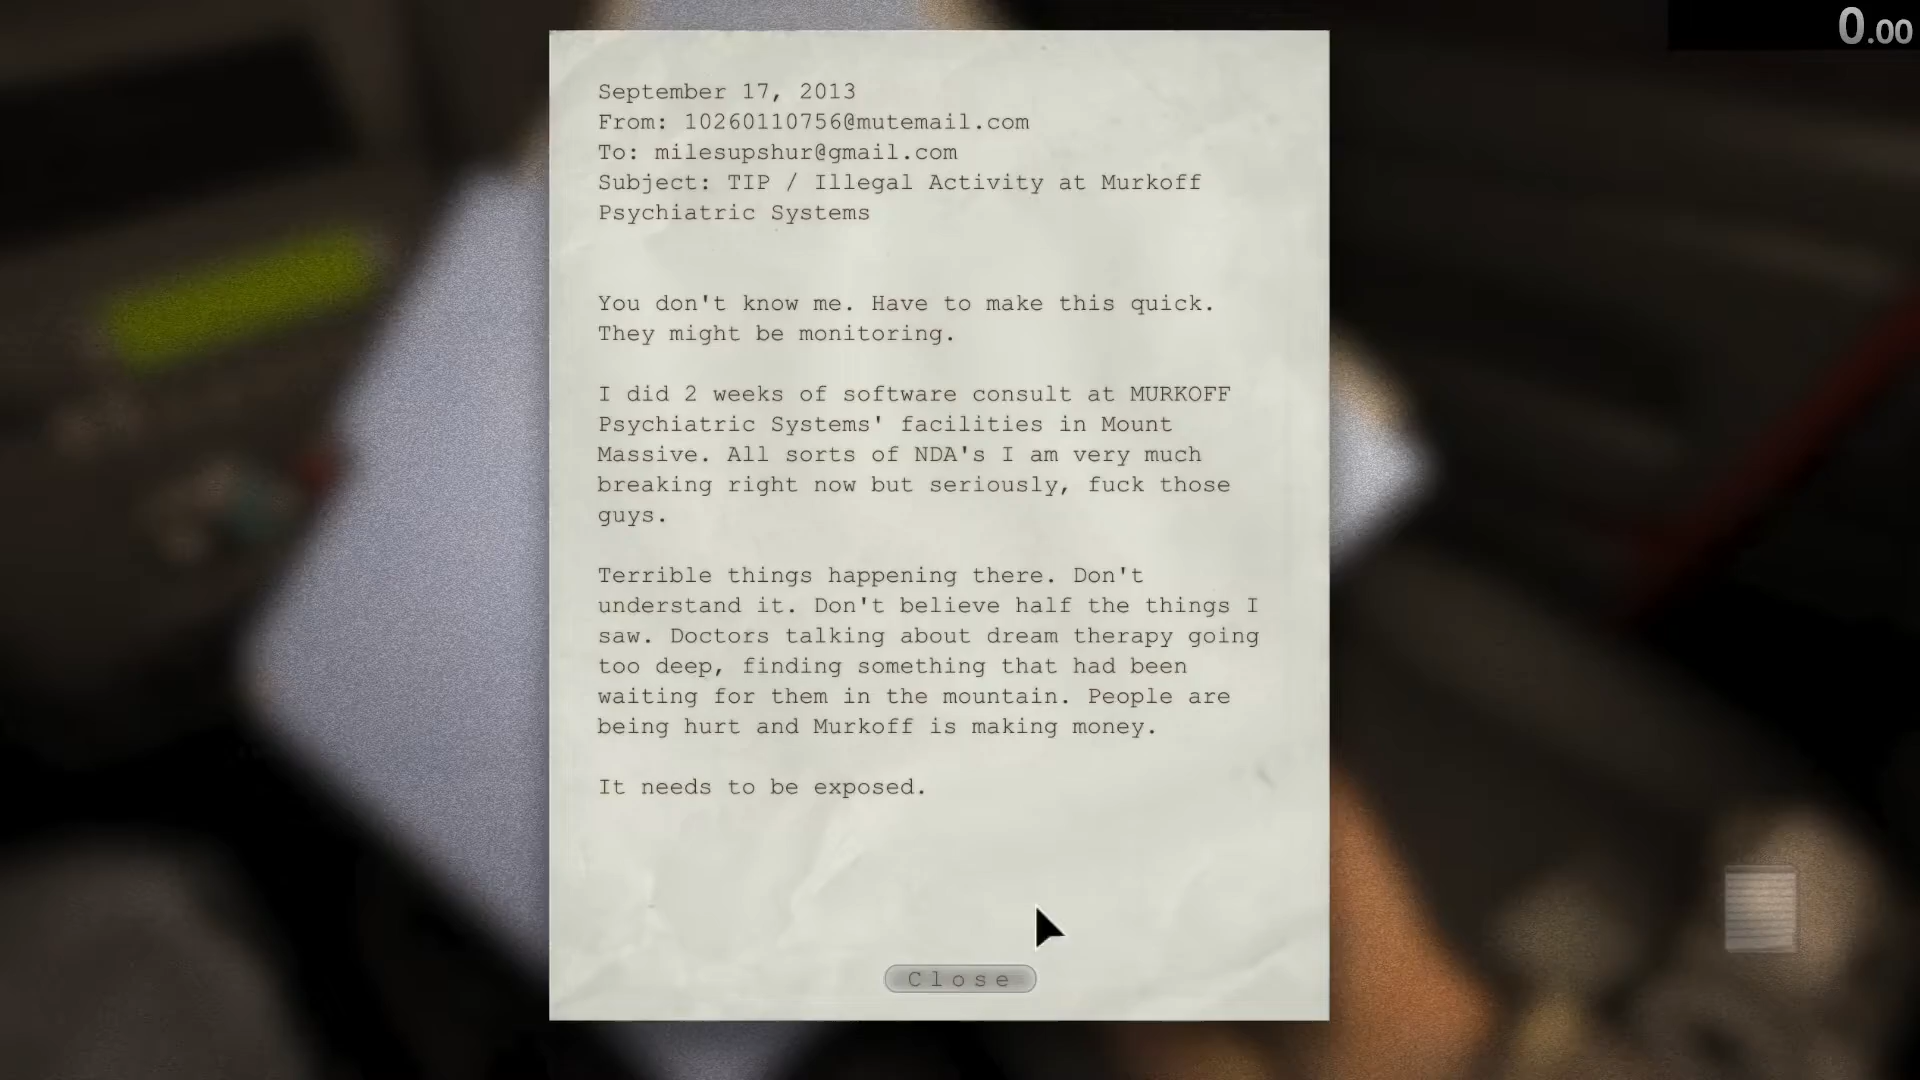 0.00
September 17, 2013
From: 10260110756@mutemail.com
To: milesupshur@gmail.com
Subject: TIP / Illegal Activity at Murkoff
Psychiatric Systems
You don't know me. Have to make this quick.
They might be monitoring.
I did 2 weeks of software consult at MURKOFF
Psychiatric Systems' facilities in Mount
Massive. All sorts of NDA's I am very much
breaking right now but seriously, fuck those
guys.
Terrible things happening there. Don't
understand it. Don't believe half the things I
saw. Doctors talking about dream therapy going
too deep, finding something that had been
waiting for them in the mountain. People are
being hurt and Murkoff is making money.
It needs to be exposed.
Close